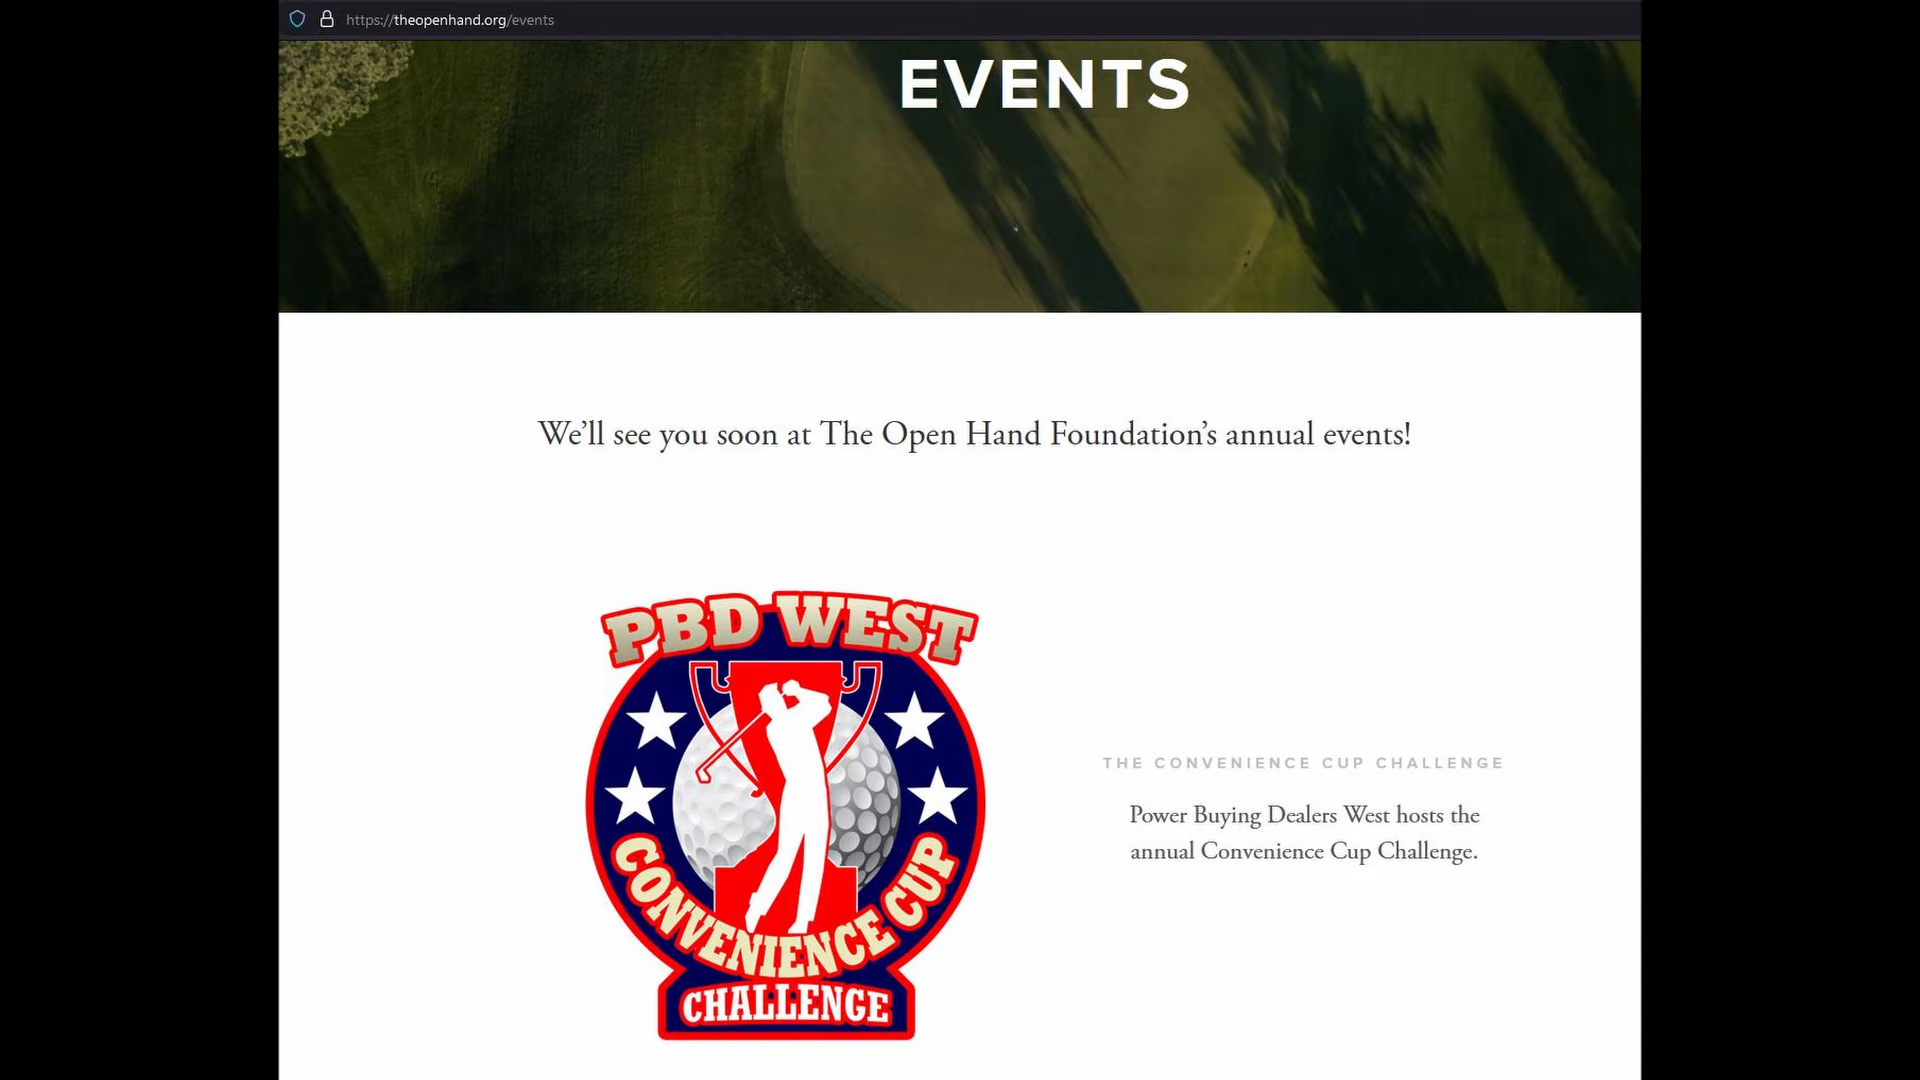 https://theopenhand.org/events
EVENTS
We’ll see you soon at The Open Hand Foundation’s annual events!
PBD WEST
CONVENIENCE CUP
CHALLENGE
THE CONVENIENCE CUP CHALLENGE
Power Buying Dealers West hosts the
annual Convenience Cup Challenge.